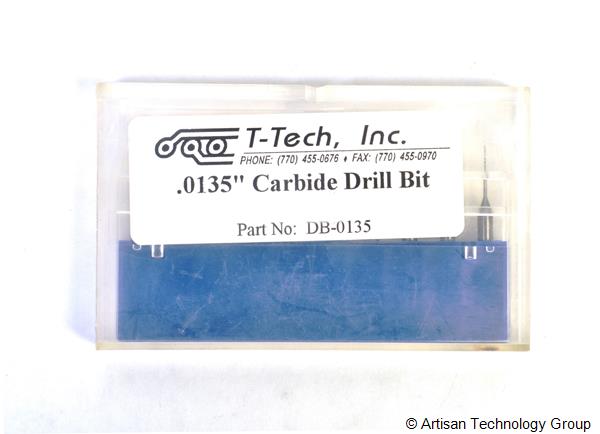 T-Tech, Inc.
PHONE: (770) 455-0676 ♦ FAX: (770) 455-0970
.0135" Carbide Drill Bit
Part No: DB-0135
© Artisan Technology Group